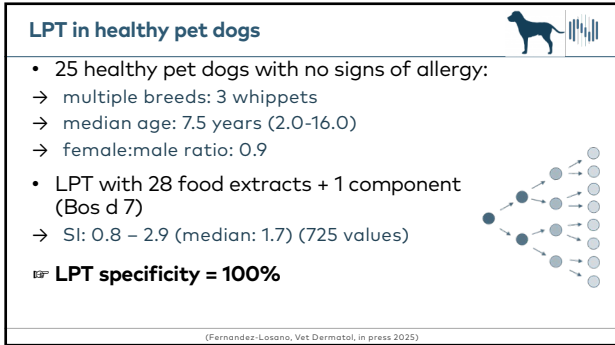 LPT in healthy pet dogs
• 25 healthy pet dogs with no signs of allergy:
→ multiple breeds: 3 whippets
→ median age: 7.5 years (2.0-16.0)
→ female:male ratio: 0.9
• LPT with 28 food extracts + 1 component
(Bos d 7)
→ SI: 0.8 – 2.9 (median: 1.7) (725 values)
☞ LPT specificity = 100%
(Fernandez-Losano, Vet Dermatol, in press 2025)